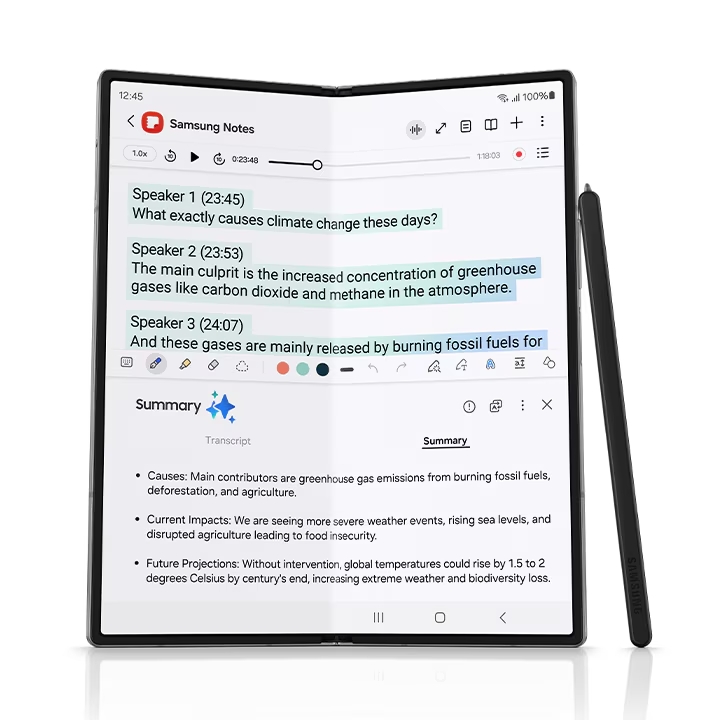 12:45
100%
Samsung Notes
1.0x
10
10
0:23:48
1:18:03
Speaker 1 (23:45)
What exactly causes climate change these days?
Speaker 2 (23:53)
The main culprit is the increased concentration of greenhouse
gases like carbon dioxide and methane in the atmosphere.
Speaker 3 (24:07)
And these gases are mainly released by burning fossil fuels for
Summary
Transcript
Summary
• Causes: Main contributors are greenhouse gas emissions from burning fossil fuels,
deforestation, and agriculture.
• Current Impacts: We are seeing more severe weather events, rising sea levels, and
disrupted agriculture leading to food insecurity.
• Future Projections: Without intervention, global temperatures could rise by 1.5 to 2
degrees Celsius by century's end, increasing extreme weather and biodiversity loss.
SAMSUNG